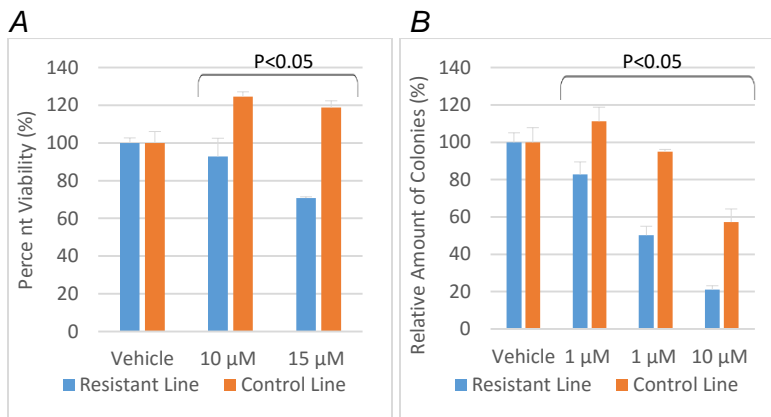 A
P<0.05
140
120
100
80
60
40
20
0
Perce nt Viability (%)
Vehicle 10 µM 15 µM
Resistant Line Control Line
B
P<0.05
140
120
100
80
60
40
20
0
Relative Amount of Colonies (%)
Vehicle 1 µM 1 µM 10 µM
Resistant Line Control Line